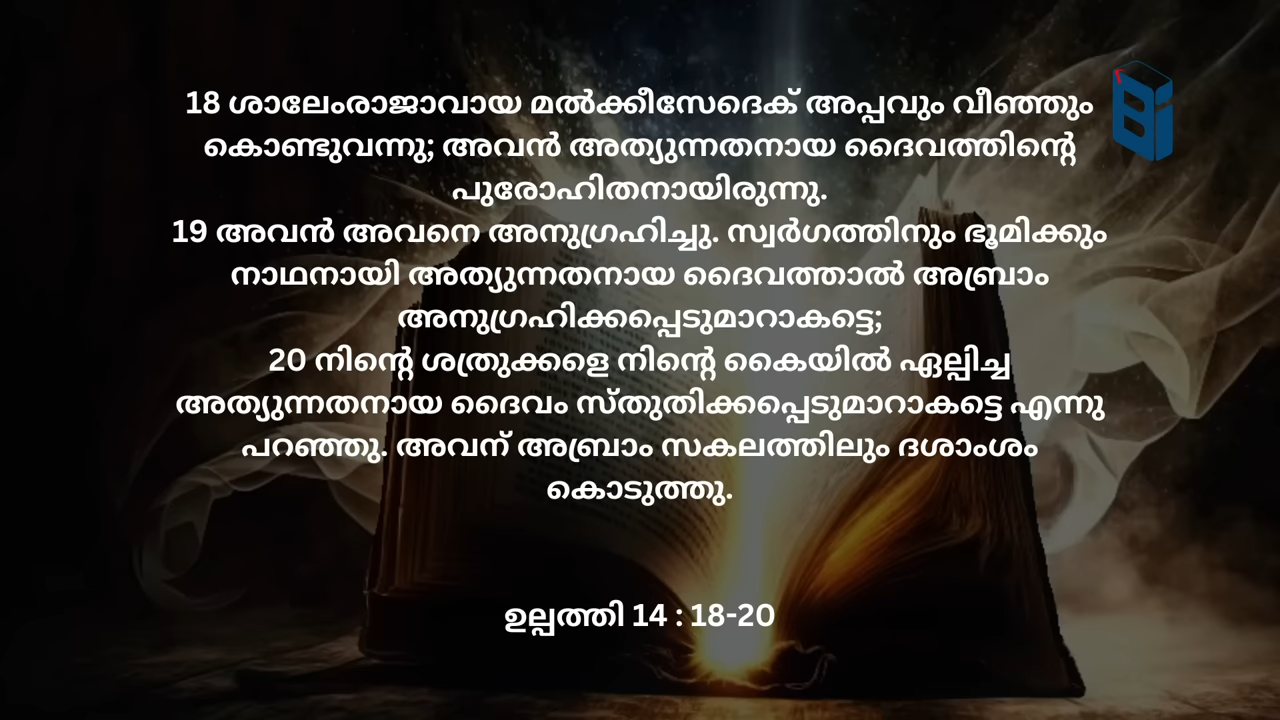 18 ശാലേംരാജാവായ മൽക്കീസേദെക് അപ്പവും വീഞ്ഞും
കൊണ്ടുവന്നു; അവൻ അത്യുന്നതനായ ദൈവത്തിന്റെ
പുരോഹിതനായിരുന്നു.
19 അവൻ അവനെ അനുഗ്രഹിച്ചു. സ്വർഗത്തിനും ഭൂമിക്കും
നാഥനായി അത്യുന്നതനായ ദൈവത്താൽ അബ്രാം
അനുഗ്രഹിക്കപ്പെടുമാറാകട്ടെ;
20 നിന്റെ ശത്രുക്കളെ നിന്റെ കൈയിൽ ഏല്പിച്ച
അത്യുന്നതനായ ദൈവം സ്തുതിക്കപ്പെടുമാറാകട്ടെ എന്നു
പറഞ്ഞു. അവന് അബ്രാം സകലത്തിലും ദശാംശം
കൊടുത്തു.
ഉല്പത്തി 14 : 18-20